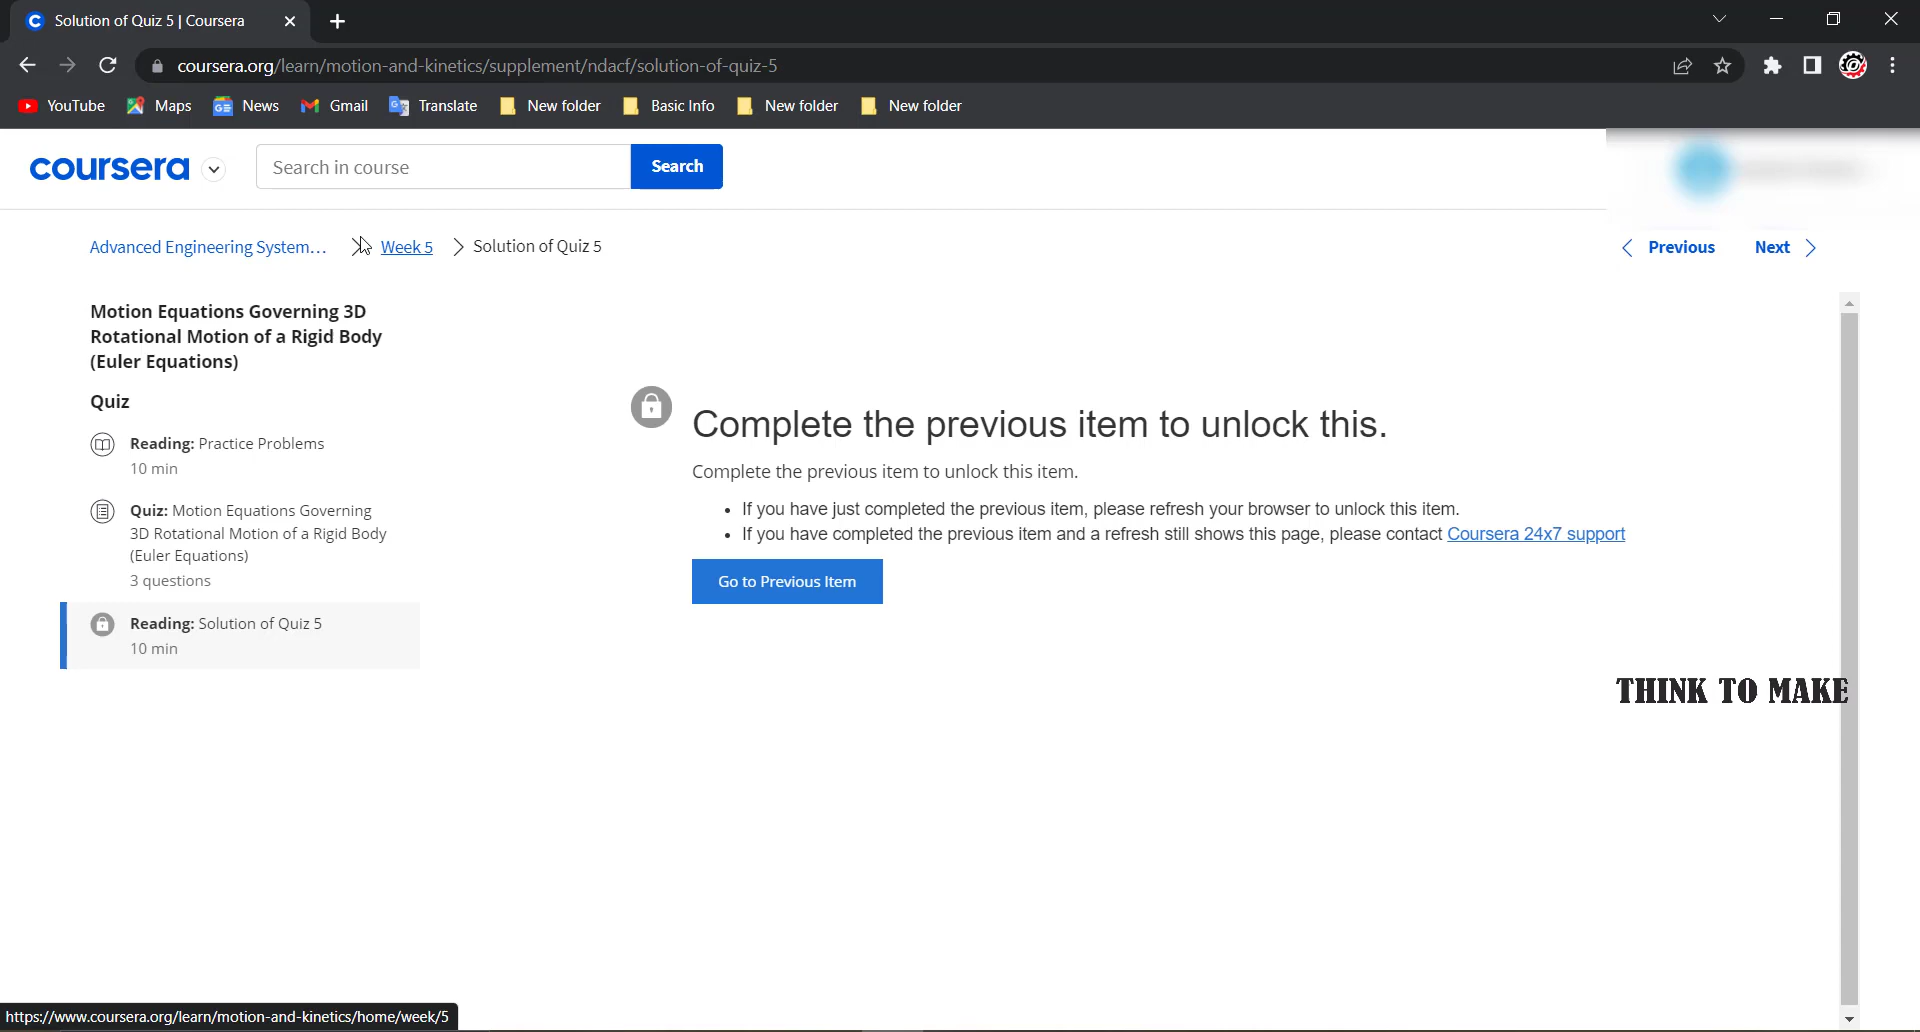 Solution of Quiz 5 | Coursera
coursera.org/learn/motion-and-kinetics/supplement/ndacf/solution-of-quiz-5
YouTube Maps News Gmail Translate New folder Basic Info New folder New folder
coursera Search in course Search
Advanced Engineering System... Week 5 Solution of Quiz 5 Previous Next
Motion Equations Governing 3D
Rotational Motion of a Rigid Body
(Euler Equations)
Quiz
Reading: Practice Problems
10 min
Quiz: Motion Equations Governing
3D Rotational Motion of a Rigid Body
(Euler Equations)
3 questions
Reading: Solution of Quiz 5
10 min
Complete the previous item to unlock this.
Complete the previous item to unlock this item.
If you have just completed the previous item, please refresh your browser to unlock this item.
If you have completed the previous item and a refresh still shows this page, please contact Coursera 24x7 support
Go to Previous Item
THINK TO MAKE
https://www.coursera.org/learn/motion-and-kinetics/home/week/5